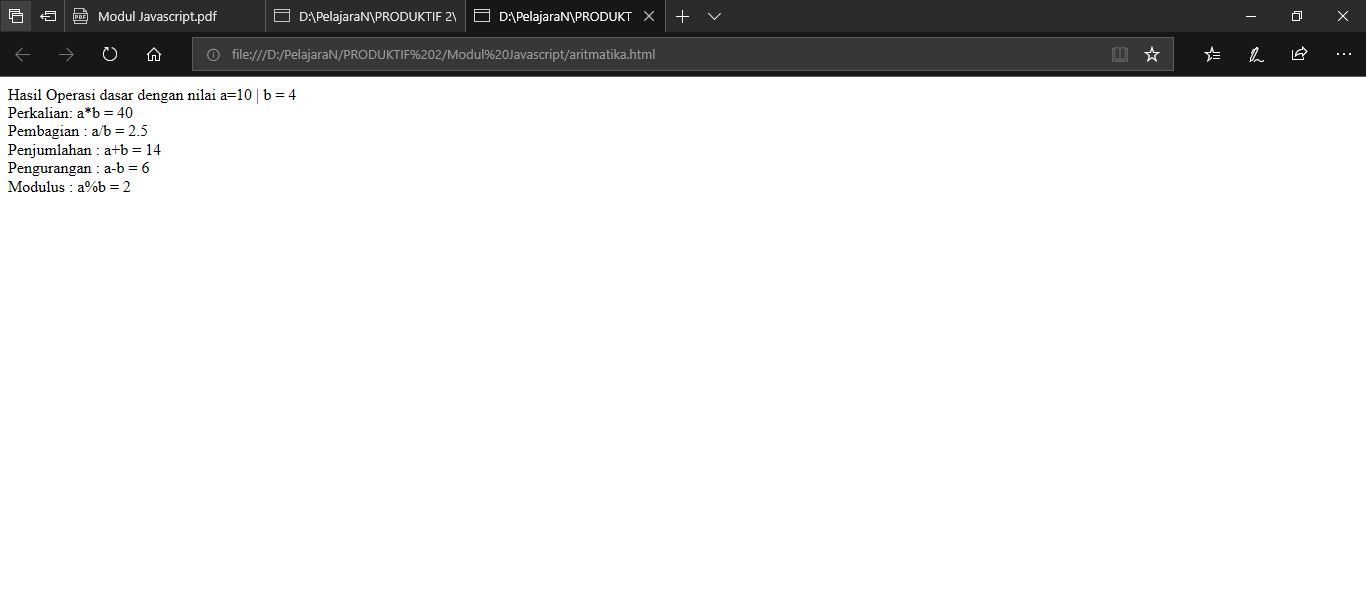 Modul Javascript.pdf
D:\PelajaraN\PRODUKTIF 2\
D:\PelajaraN\PRODUKT
file:///D:/PelajaraN/PRODUKTIF%202/Modul%20Javascript/aritmatika.html
Hasil Operasi dasar dengan nilai a=10 | b = 4
Perkalian: a*b = 40
Pembagian : a/b = 2.5
Penjumlahan : a+b = 14
Pengurangan : a-b = 6
Modulus : a%b = 2